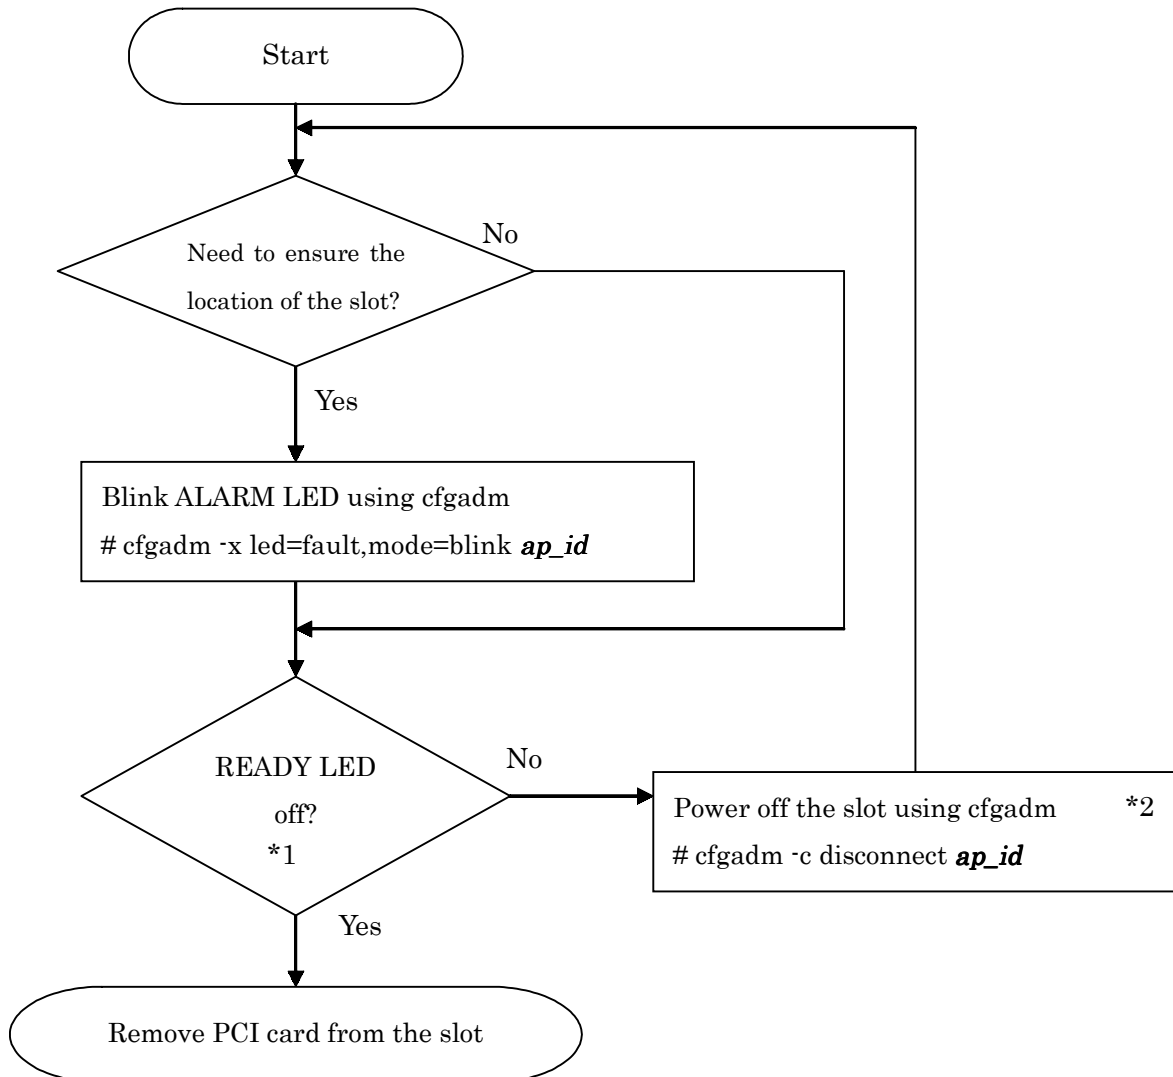 Start
Need to ensure the
location of the slot?
No
Yes
Blink ALARM LED using cfgadm
# cfgadm -x led=fault,mode=blink ap_id
READY LED
off?
*1
No
Power off the slot using cfgadm *2
# cfgadm -c disconnect ap_id
Yes
Remove PCI card from the slot